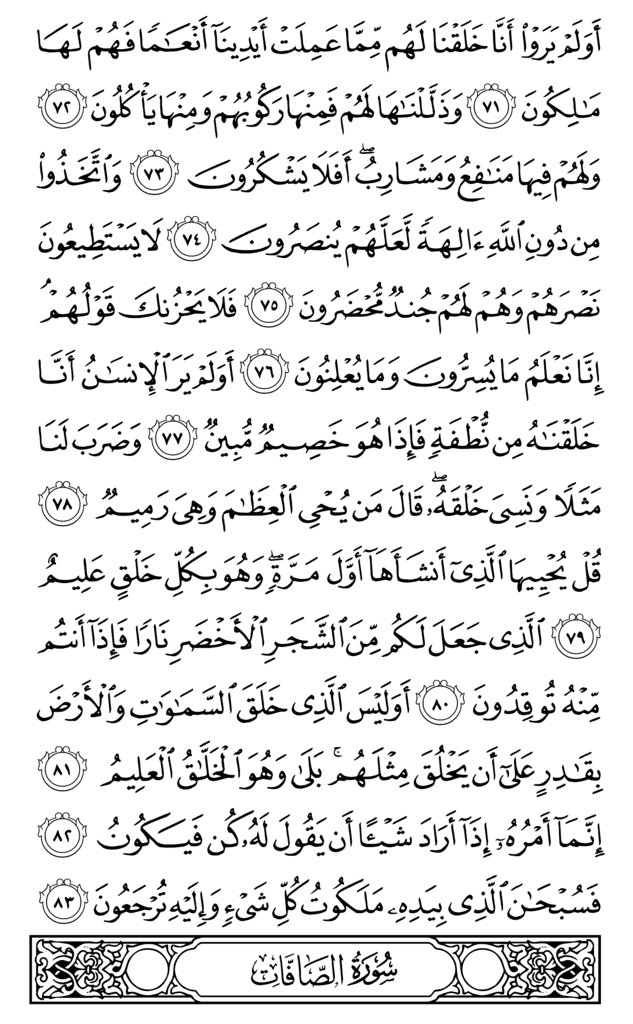 أَوَلَمْ يَرَوْا۟ أَنَّا خَلَقْنَا لَهُم مِّمَّا عَمِلَتْ أَيْدِينَآ أَنْعَٰمًا فَهُمْ لَهَا
مَٰلِكُونَ ٧١ وَذَلَّلْنَٰهَا لَهُمْ فَمِنْهَا رَكُوبُهُمْ وَمِنْهَا يَأْكُلُونَ ٧٢
وَلَهُمْ فِيهَا مَنَٰفِعُ وَمَشَارِبُ ۖ أَفَلَا يَشْكُرُونَ ٧٣ وَٱتَّخَذُوا۟
مِن دُونِ ٱللَّهِ ءَالِهَةً لَّعَلَّهُمْ يُنصَرُونَ ٧٤ لَا يَسْتَطِيعُونَ
نَصْرَهُمْ وَهُمْ لَهُمْ جُندٌ مُّحْضَرُونَ ٧٥ فَلَا يَحْزُنكَ قَوْلُهُمْ ۘ
إِنَّا نَعْلَمُ مَا يُسِرُّونَ وَمَا يُعْلِنُونَ ٧٦ أَوَلَمْ يَرَ ٱلْإِنسَٰنُ أَنَّا
خَلَقْنَٰهُ مِن نُّطْفَةٍ فَإِذَا هُوَ خَصِيمٌ مُّبِينٌ ٧٧ وَضَرَبَ لَنَا
مَثَلًا وَنَسِىَ خَلْقَهُۥ ۖ قَالَ مَن يُحْىِ ٱلْعِظَٰمَ وَهِىَ رَمِيمٌ ٧٨
قُلْ يُحْيِيهَا ٱلَّذِىٓ أَنشَأَهَآ أَوَّلَ مَرَّةٍ ۖ وَهُوَ بِكُلِّ خَلْقٍ عَلِيمٌ
٧٩ ٱلَّذِى جَعَلَ لَكُم مِّنَ ٱلشَّجَرِ ٱلْأَخْضَرِ نَارًا فَإِذَآ أَنتُم
مِّنْهُ تُوقِدُونَ ٨٠ أَوَلَيْسَ ٱلَّذِى خَلَقَ ٱلسَّمَٰوَٰتِ وَٱلْأَرْضَ
بِقَٰدِرٍ عَلَىٰٓ أَن يَخْلُقَ مِثْلَهُم ۚ بَلَىٰ وَهُوَ ٱلْخَلَّٰقُ ٱلْعَلِيمُ ٨١
إِنَّمَآ أَمْرُهُۥٓ إِذَآ أَرَادَ شَيْـًٔا أَن يَقُولَ لَهُۥ كُن فَيَكُونُ ٨٢
فَسُبْحَٰنَ ٱلَّذِى بِيَدِهِۦ مَلَكُوتُ كُلِّ شَىْءٍ وَإِلَيْهِ تُرْجَعُونَ ٨٣
سُورَةُ الصَّافَّات